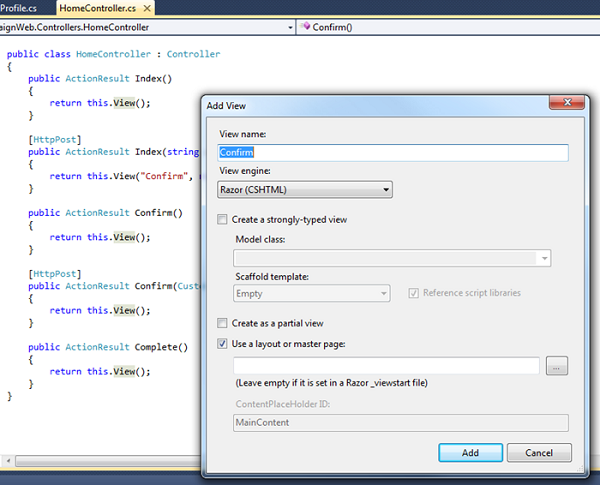 Profile.cs HomeController.cs
aignWeb.Controllers.HomeController Confirm()
public class HomeController : Controller
{
public ActionResult Index()
{
return this.View();
}
[HttpPost]
public ActionResult Index(string
{
return this.View("Confirm",
}
public ActionResult Confirm()
{
return this.View();
}
[HttpPost]
public ActionResult Confirm(Custo
{
return this.View();
}
public ActionResult Complete()
{
return this.View();
}
}
Add View
View name:
Confirm
View engine:
Razor (CSHTML)
Create a strongly-typed view
Model class:
Scaffold template:
Empty Reference script libraries
Create as a partial view
Use a layout or master page:
...
(Leave empty if it is set in a Razor _viewstart file)
ContentPlaceHolder ID:
MainContent
Add Cancel